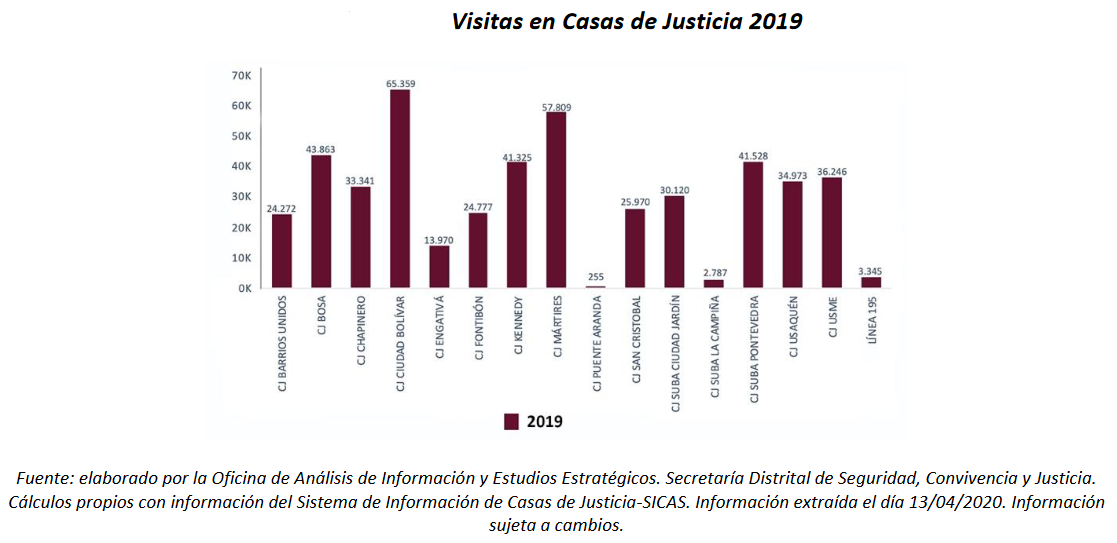 Visitas en Casas de Justicia 2019
70K
60K
50K
40K
30K
20K
10K
0K
24.272
43.863
33.341
65.359
13.970
24.777
41.325
57.809
255
25.970
30.120
2.787
41.528
34.973
36.246
3.345
CJ BARRIOS UNIDOS
CJ BOSA
CJ CHAPINERO
CJ CIUDAD BOLÍVAR
CJ ENGATIVÁ
CJ FONTIBÓN
CJ KENNEDY
CJ MÁRTIRES
CJ PUENTE ARANDA
CJ SAN CRISTOBAL
CJ SUBA CIUDAD JARDÍN
CJ SUBA LA CAMPIÑA
CJ SUBA PONTEVEDRA
CJ USAQUÉN
CJ USME
LÍNEA 195
2019
Fuente: elaborado por la Oficina de Análisis de Información y Estudios Estratégicos. Secretaría Distrital de Seguridad, Convivencia y Justicia.
Cálculos propios con información del Sistema de Información de Casas de Justicia-SICAS. Información extraída el día 13/04/2020. Información
sujeta a cambios.